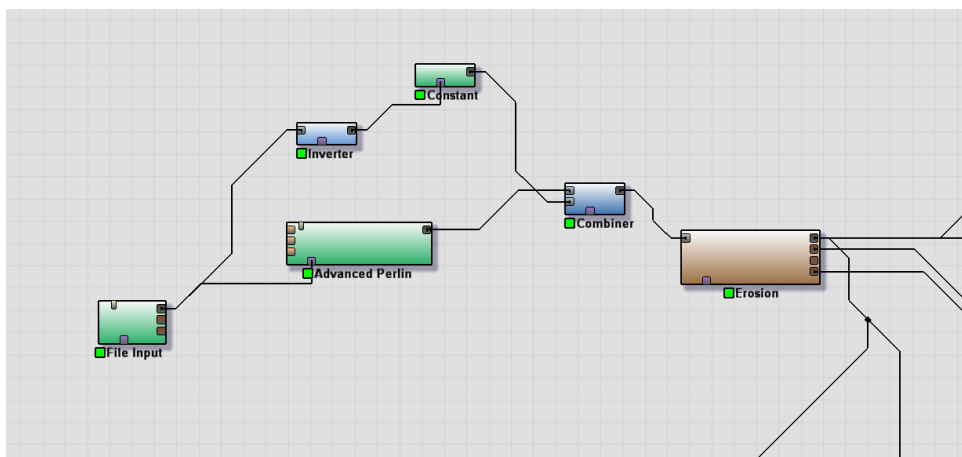 Constant
Inverter
Combiner
Advanced Perlin
Erosion
File Input